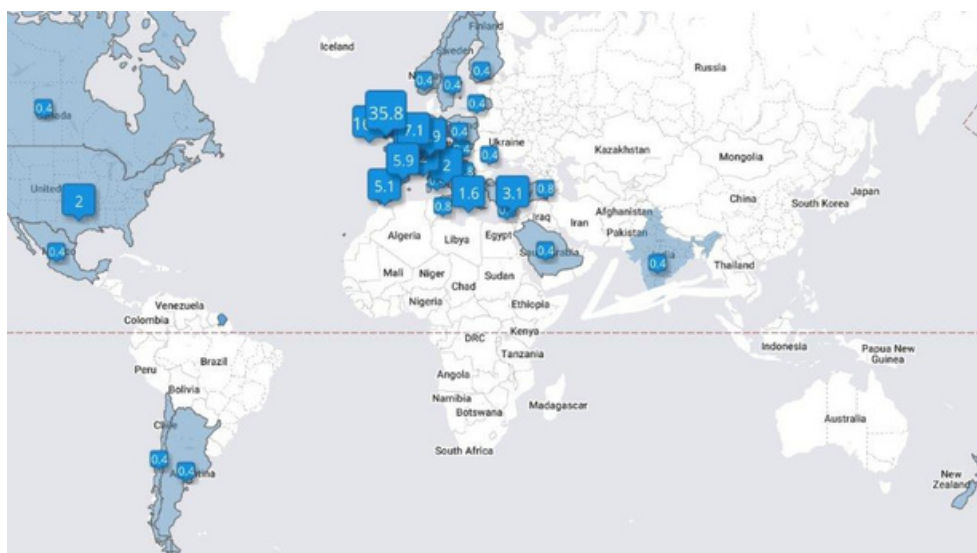 Finland
Iceland
Sweden
Russia
0.4
0.4
0.4
0.4
0.4
35.8
7.1
9
0.4
Ukraine
0.4
Kazakhstan
Mongolia
5.9
2
5.1
1.6
3.1
0.8
0.8
2
Japan
China
South Korea
Iraq
Iran
Afghanistan
Pakistan
Algeria
Libya
Egypt
0.4
0.4
0.4
Mali
Niger
Chad
Sudan
Thailand
Nigeria
Ethiopia
Venezuela
Colombia
DRC
Kenya
Tanzania
Indonesia
Papua New
Guinea
Peru
Brazil
Bolivia
Angola
Namibia
Botswana
Madagascar
Australia
South Africa
0.4
0.4
New
Zealand